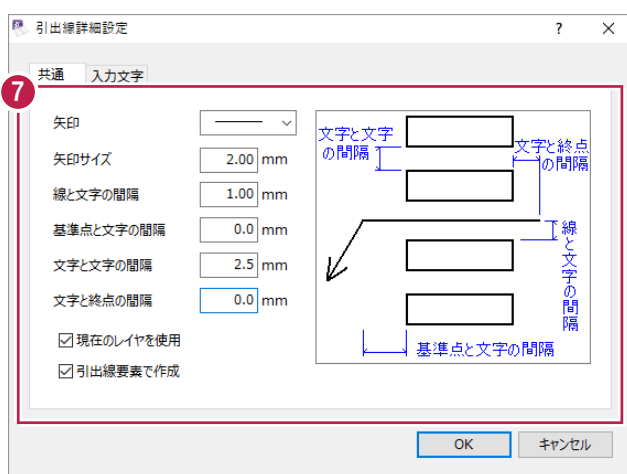 引出線詳細設定 ? ×
共通 入力文字
7
矢印
矢印サイズ 2.00 mm
線と文字の間隔 1.00 mm
基準点と文字の間隔 0.0 mm
文字と文字の間隔 2.5 mm
文字と終点の間隔 0.0 mm
現在のレイヤを使用
引出線要素で作成
文字と文字
の間隔
文字と終点
の間隔
線と文字の間隔
基準点と文字の間隔
OK キャンセル